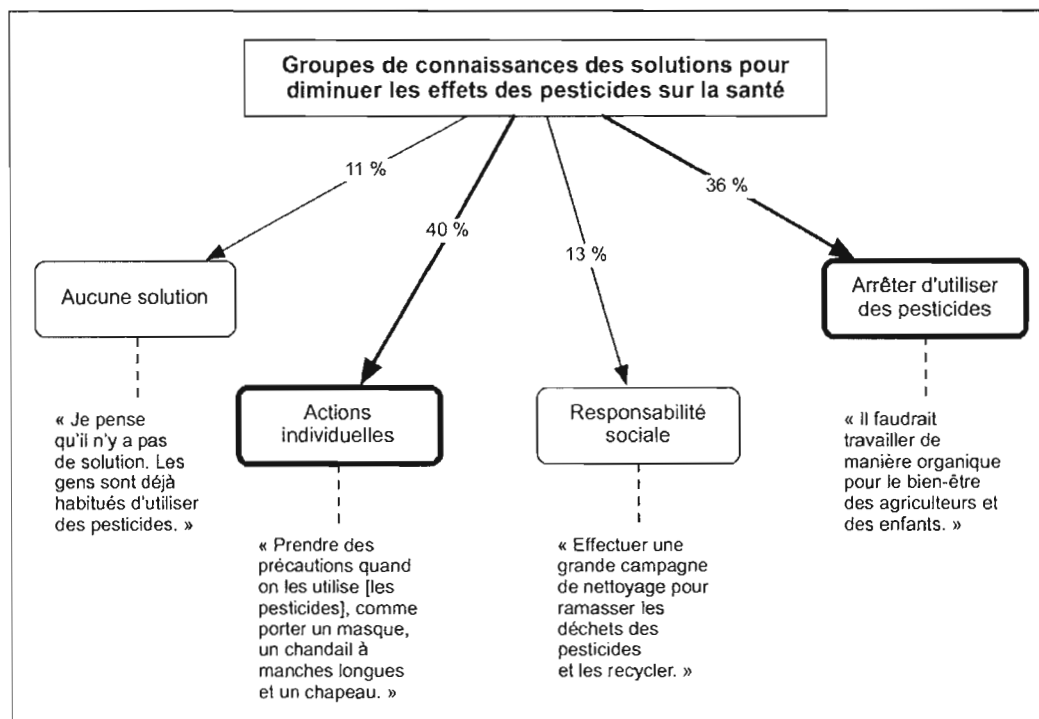 Groupes de connaissances des solutions pour
diminuer les effets des pesticides sur la santé
11 %
40 %
13 %
36 %
Aucune solution
« Je pense
qu'il n'y a pas
de solution. Les
gens sont déjà
habitués d'utiliser
des pesticides. »
Actions
individuelles
« Prendre des
précautions quand
on les utilise [les
pesticides], comme
porter un masque,
un chandail à
manches longues
et un chapeau. »
Responsabilité
sociale
« Effectuer une
grande campagne
de nettoyage pour
ramasser les
déchets des
pesticides
et les recycler. »
Arrêter d'utiliser
des pesticides
« Il faudrait
travailler de
manière organique
pour le bien-être
des agriculteurs et
des enfants. »